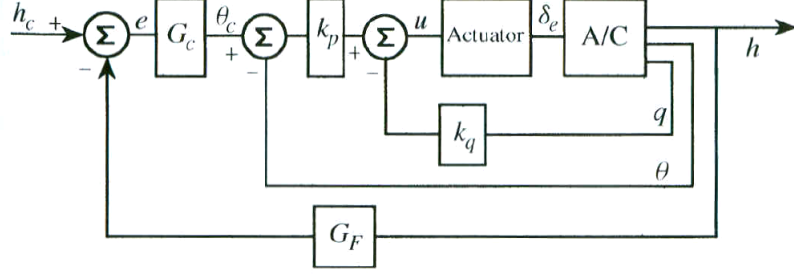 h_c + Σ e G_c θ_c + Σ k_p + Σ u Actuator δ_e A/C h
− − −
k_q q
θ
G_F